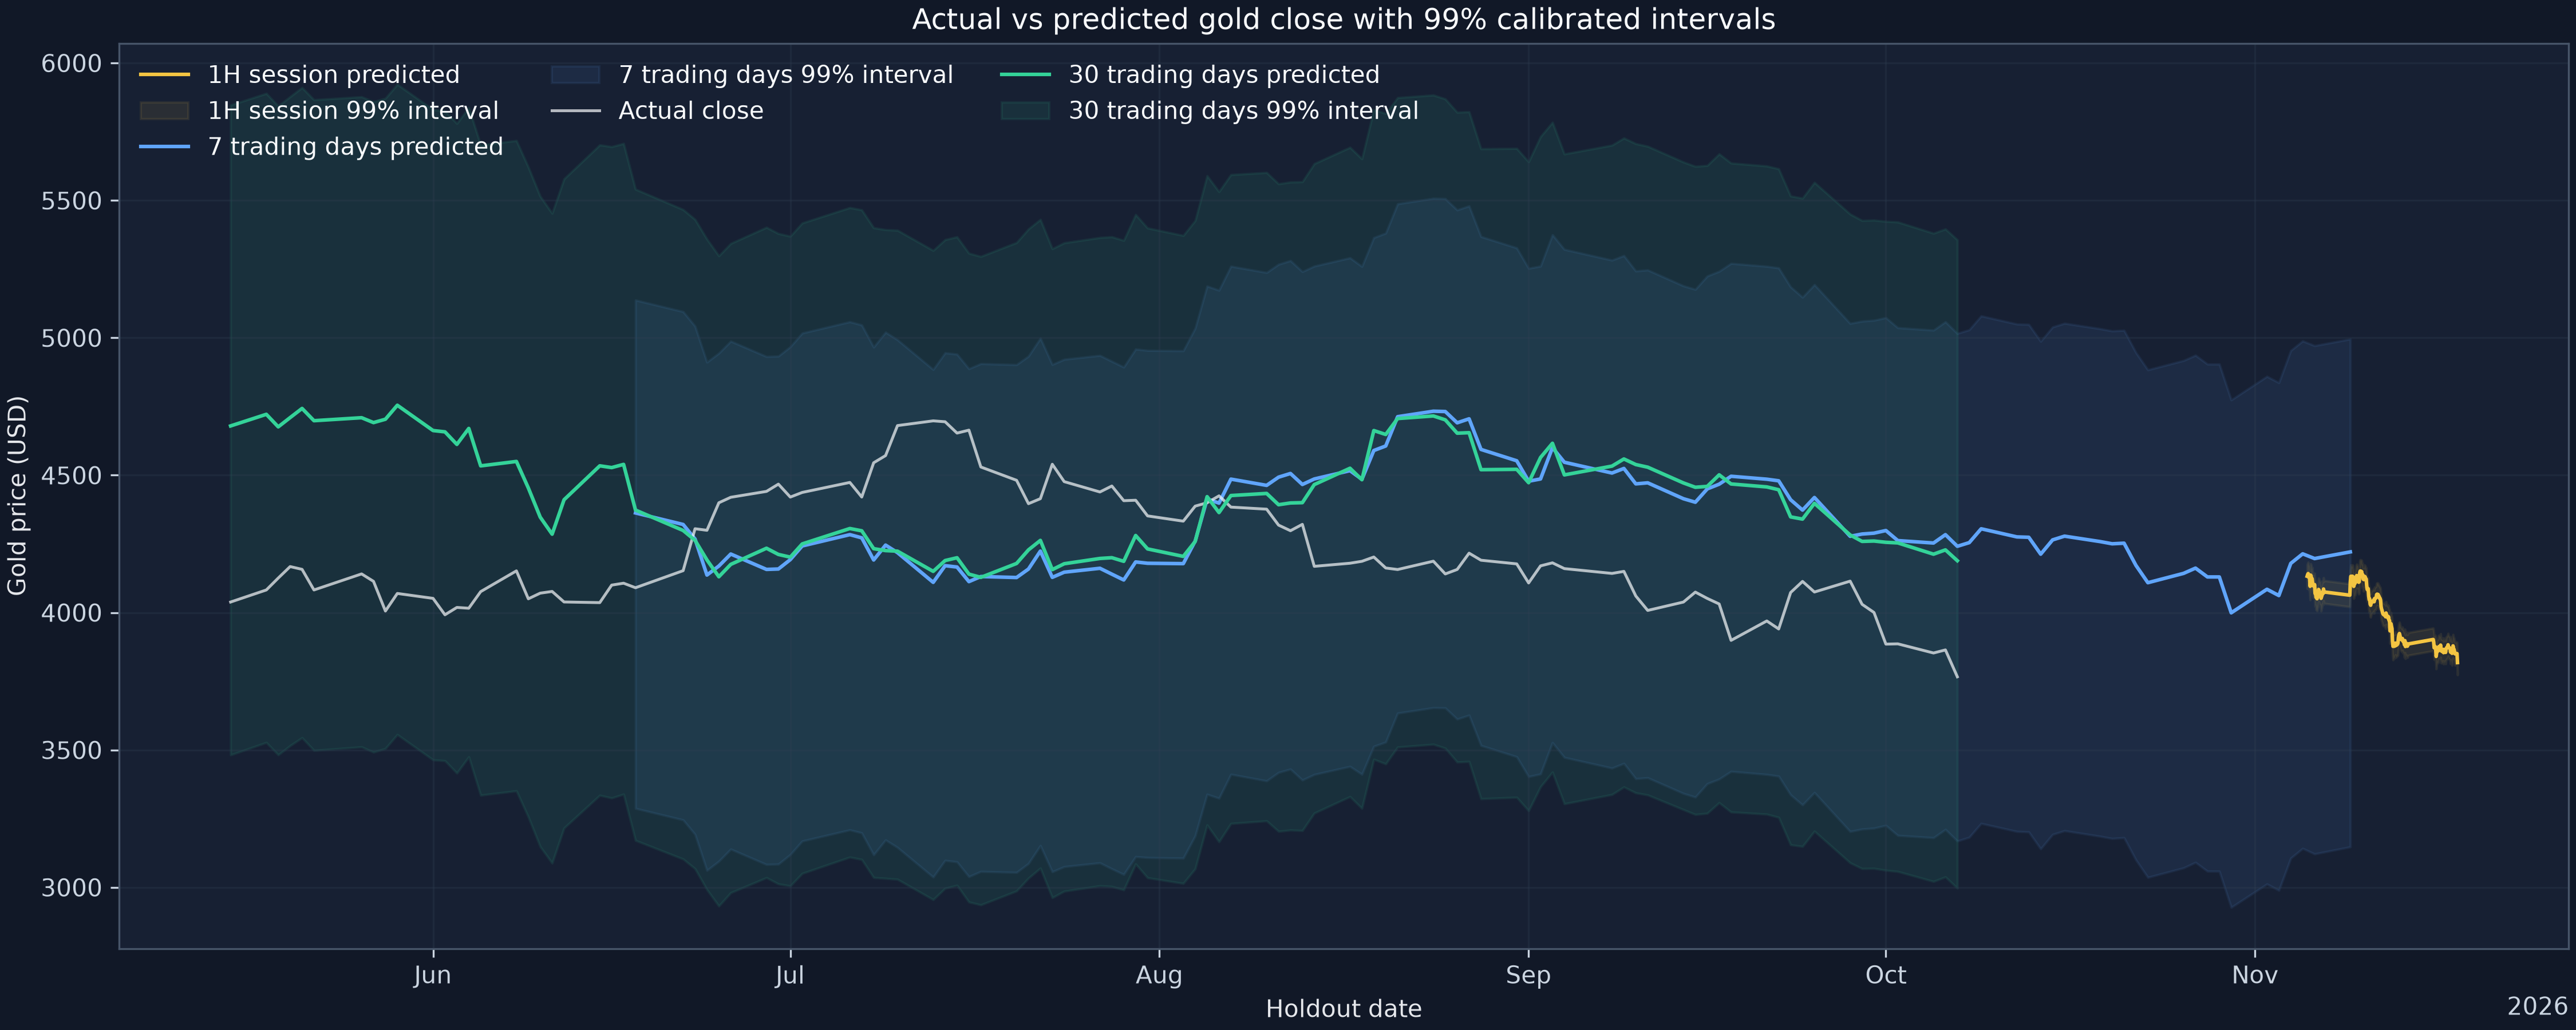 Actual vs predicted gold close with 99% calibrated intervals
1H session predicted
1H session 99% interval
7 trading days predicted
7 trading days 99% interval
Actual close
30 trading days predicted
30 trading days 99% interval
Gold price (USD)
6000
5500
5000
4500
4000
3500
3000
Jun
Jul
Aug
Sep
Oct
Nov
2026
Holdout date